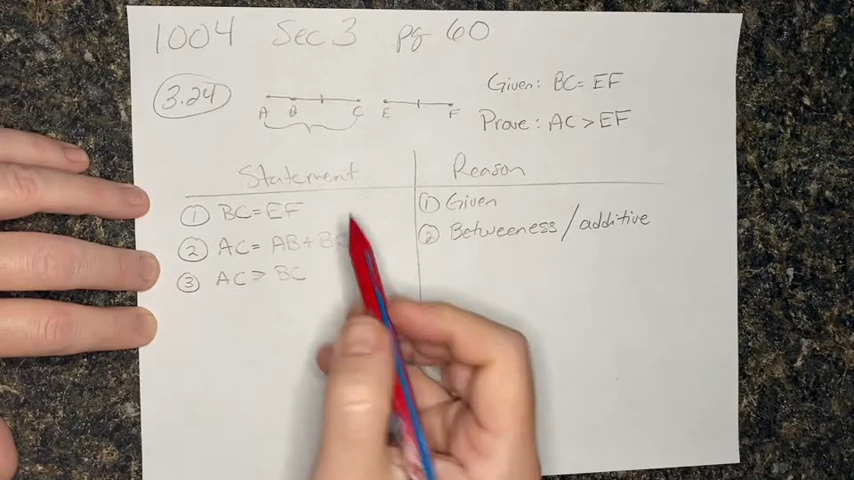 1004 Sec 3 pg 60
3.24
A B C E F
Given: BC = EF
Prove: AC > EF
Statement Reason
① BC = EF ① Given
② AC = AB + BC ② Betweeness / additive
③ AC > BC